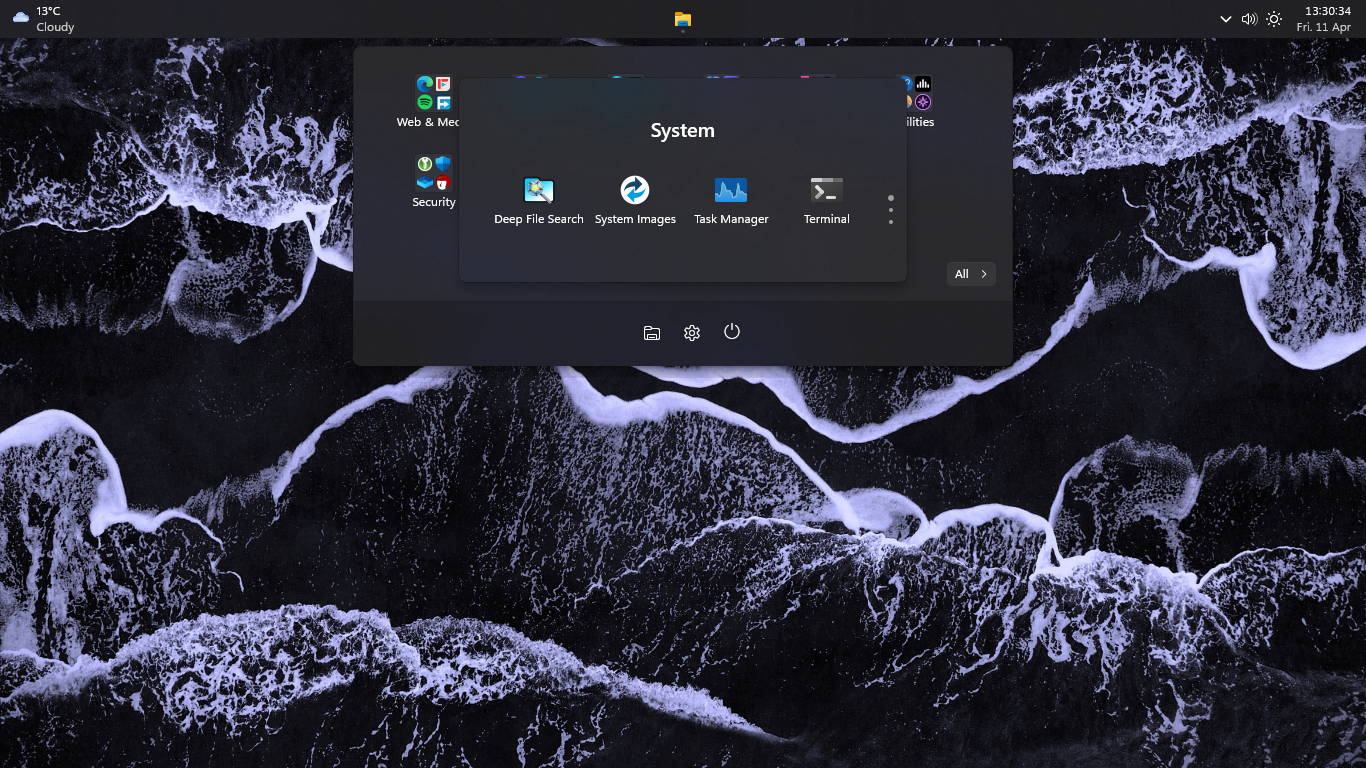 13°C
Cloudy
13:30:34
Fri. 11 Apr
System
Web & Med
ilities
Deep File Search
System Images
Task Manager
Terminal
Security
All